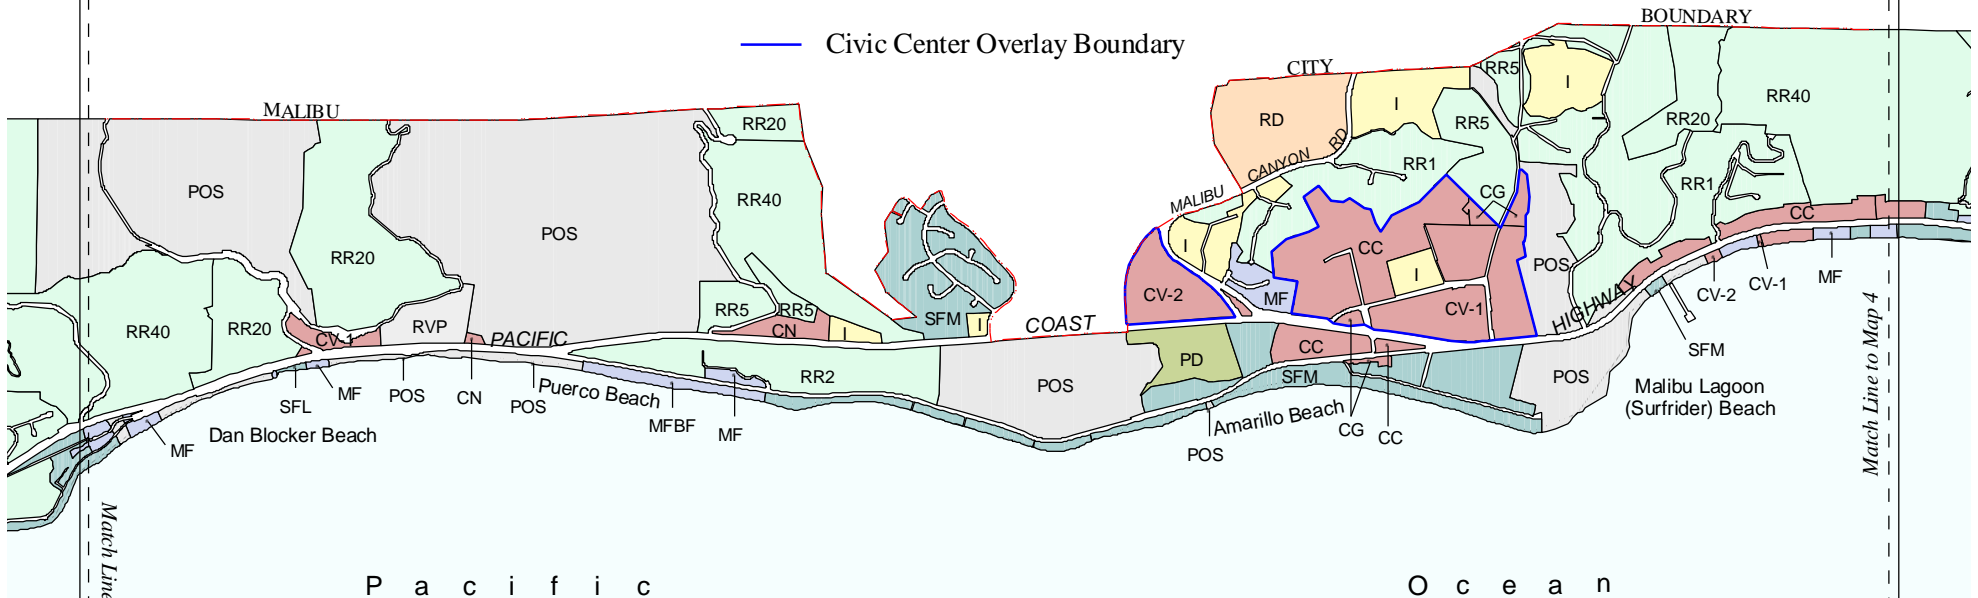 BOUNDARY
Civic Center Overlay Boundary
CITY
RR5
I
MALIBU
RR20
RD
I
RR5
RR20
RR40
CANYON RD
RR1
POS
RR40
MALIBU
CG
RR1
POS
CC
CC
RR20
I
POS
I
CV-2
MF
CV-1
HIGHWAY
CV-2
CV-1
MF
RR40
RR20
CV-1
RVP
PACIFIC
RR5
RR5
CN
I
SFM
I
COAST
CC
PD
SFM
SFM
RR2
POS
POS
Malibu Lagoon
(Surfrider) Beach
SFL
MF
POS
CN
POS
Puerco Beach
MFBF
MF
Amarillo Beach
CG
CC
POS
MF
Dan Blocker Beach
Match Line to Map 4
Match Line
Pacific
Ocean